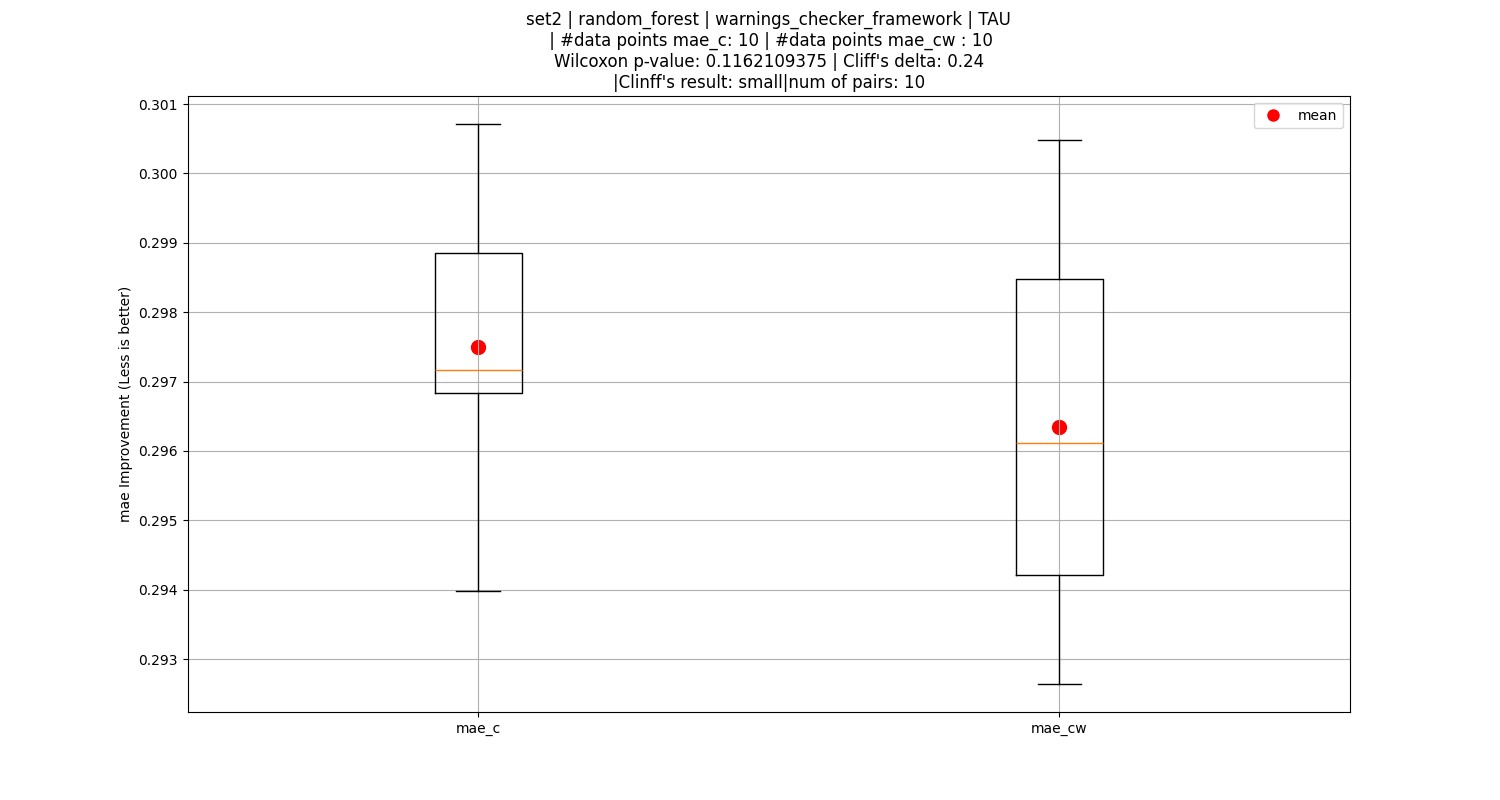 set2 | random_forest | warnings_checker_framework | TAU
| #data points mae_c: 10 | #data points mae_cw : 10
Wilcoxon p-value: 0.1162109375 | Cliff's delta: 0.24
|Clinff's result: small|num of pairs: 10
mean
0.301
0.300
0.299
0.298
0.297
0.296
0.295
0.294
0.293
mae Improvement (Less is better)
mae_c
mae_cw